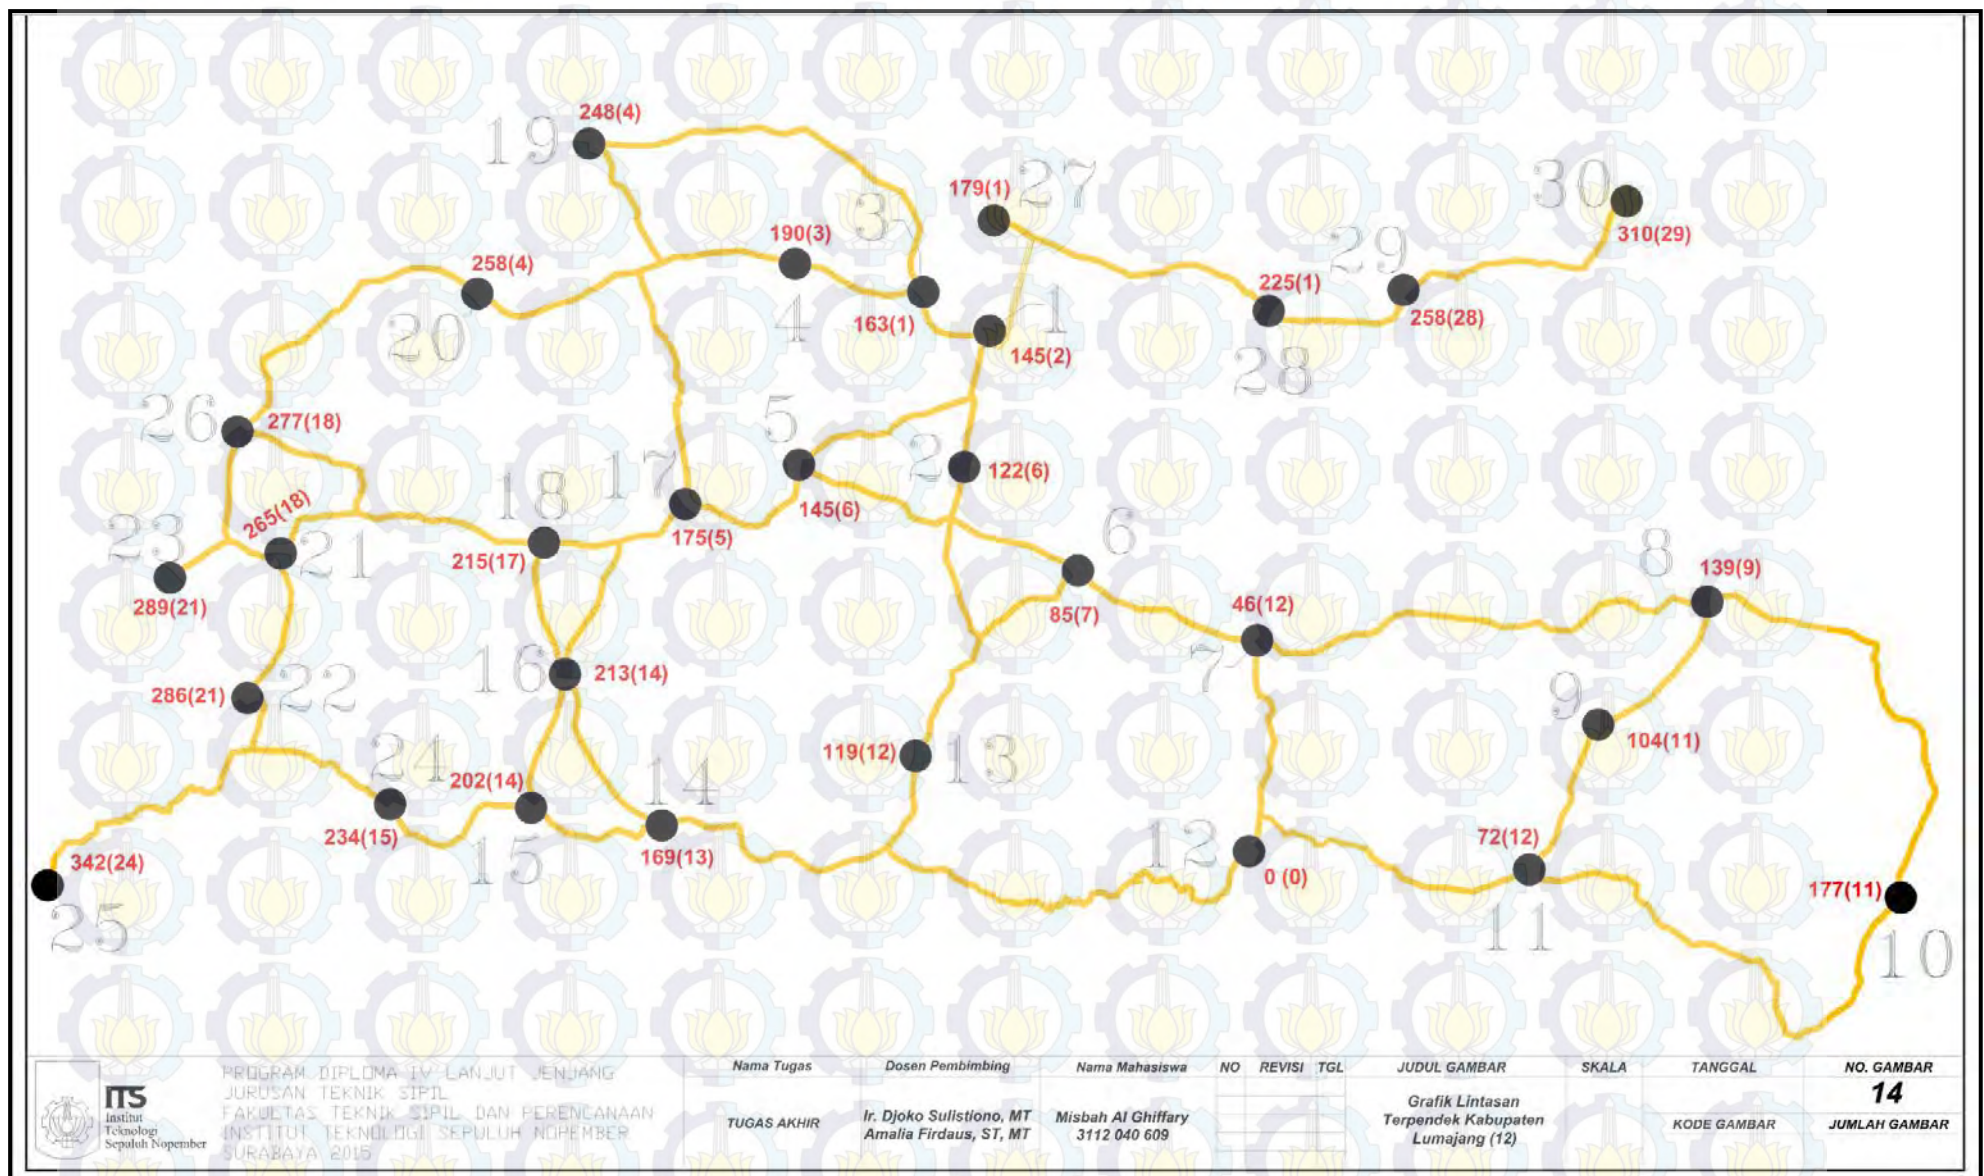 248(4)
19
179(1)
27
30
3
190(3)
310(29)
29
258(4)
225(1)
1
163(1)
258(28)
20
4
145(2)
28
26
277(18)
5
2
18
17
122(6)
265(18)
145(6)
6
23
21
215(17)
175(5)
8
139(9)
289(21)
85(7)
46(12)
16
213(14)
7
286(21)
22
9
104(11)
24
119(12)
13
202(14)
14
234(15)
12
72(12)
15
169(13)
342(24)
0 (0)
177(11)
25
11
10
ITS
Institut
Teknologi
Sepuluh Nopember
PROGRAM DIPLOMA IV LANJUT JENJANG
JURUSAN TEKNIK SIPIL
FAKULTAS TEKNIK SIPIL DAN PERENCANAAN
INSTITUT TEKNOLOGI SEPULUH NOPEMBER
SURABAYA 2015
Nama Tugas
TUGAS AKHIR
Dosen Pembimbing
Ir. Djoko Sulistiono, MT
Amalia Firdaus, ST, MT
Nama Mahasiswa
Misbah Al Ghiffary
3112 040 609
NO REVISI TGL
JUDUL GAMBAR
Grafik Lintasan
Terpendek Kabupaten
Lumajang (12)
SKALA
TANGGAL
KODE GAMBAR
NO. GAMBAR
14
JUMLAH GAMBAR